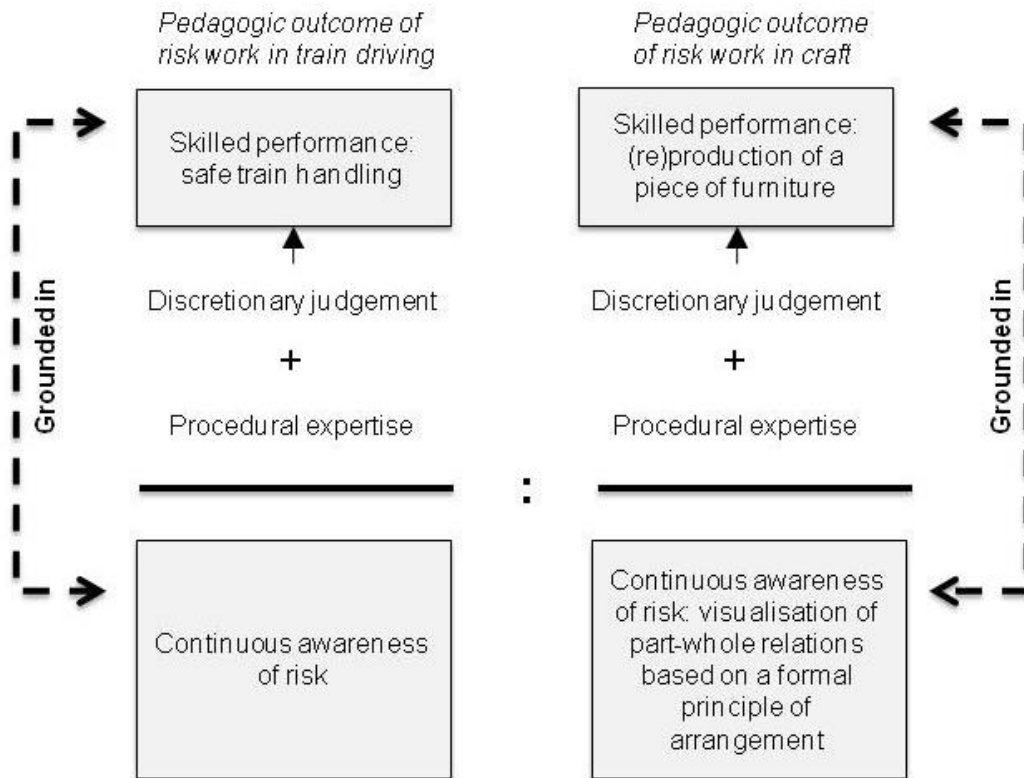 Pedagogic outcome of
risk work in train driving
Skilled performance:
safe train handling
Discretionary judgement
+
Procedural expertise
Continuous awareness
of risk
Grounded in
:
Pedagogic outcome
of risk work in craft
Skilled performance:
(re)production of a
piece of furniture
Discretionary judgement
+
Procedural expertise
Continuous awareness
of risk: visualisation of
part-whole relations
based on a formal
principle of
arrangement
Grounded in